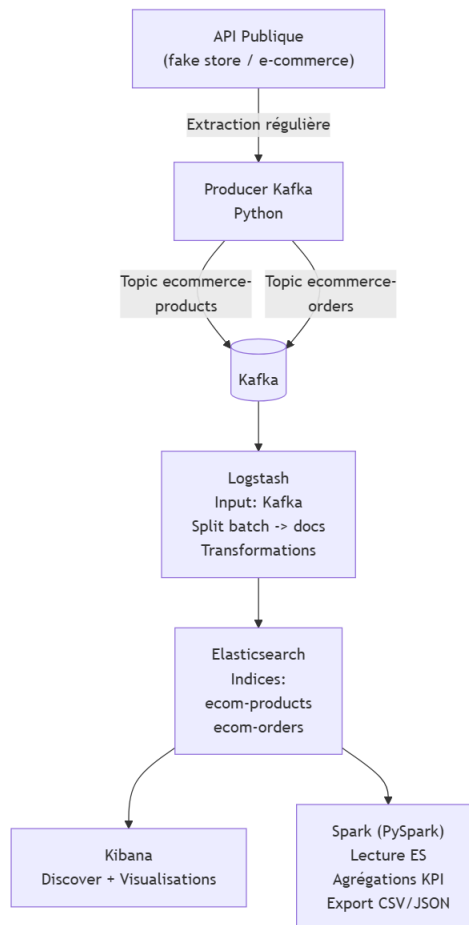 API Publique
(fake store / e-commerce)
Extraction régulière
Producer Kafka
Python
Topic ecommerce-
products
Topic ecommerce-
orders
Kafka
Logstash
Input: Kafka
Split batch -> docs
Transformations
Elasticsearch
Indices:
ecom-products
ecom-orders
Kibana
Discover + Visualisations
Spark (PySpark)
Lecture ES
Agrégations KPI
Export CSV/JSON